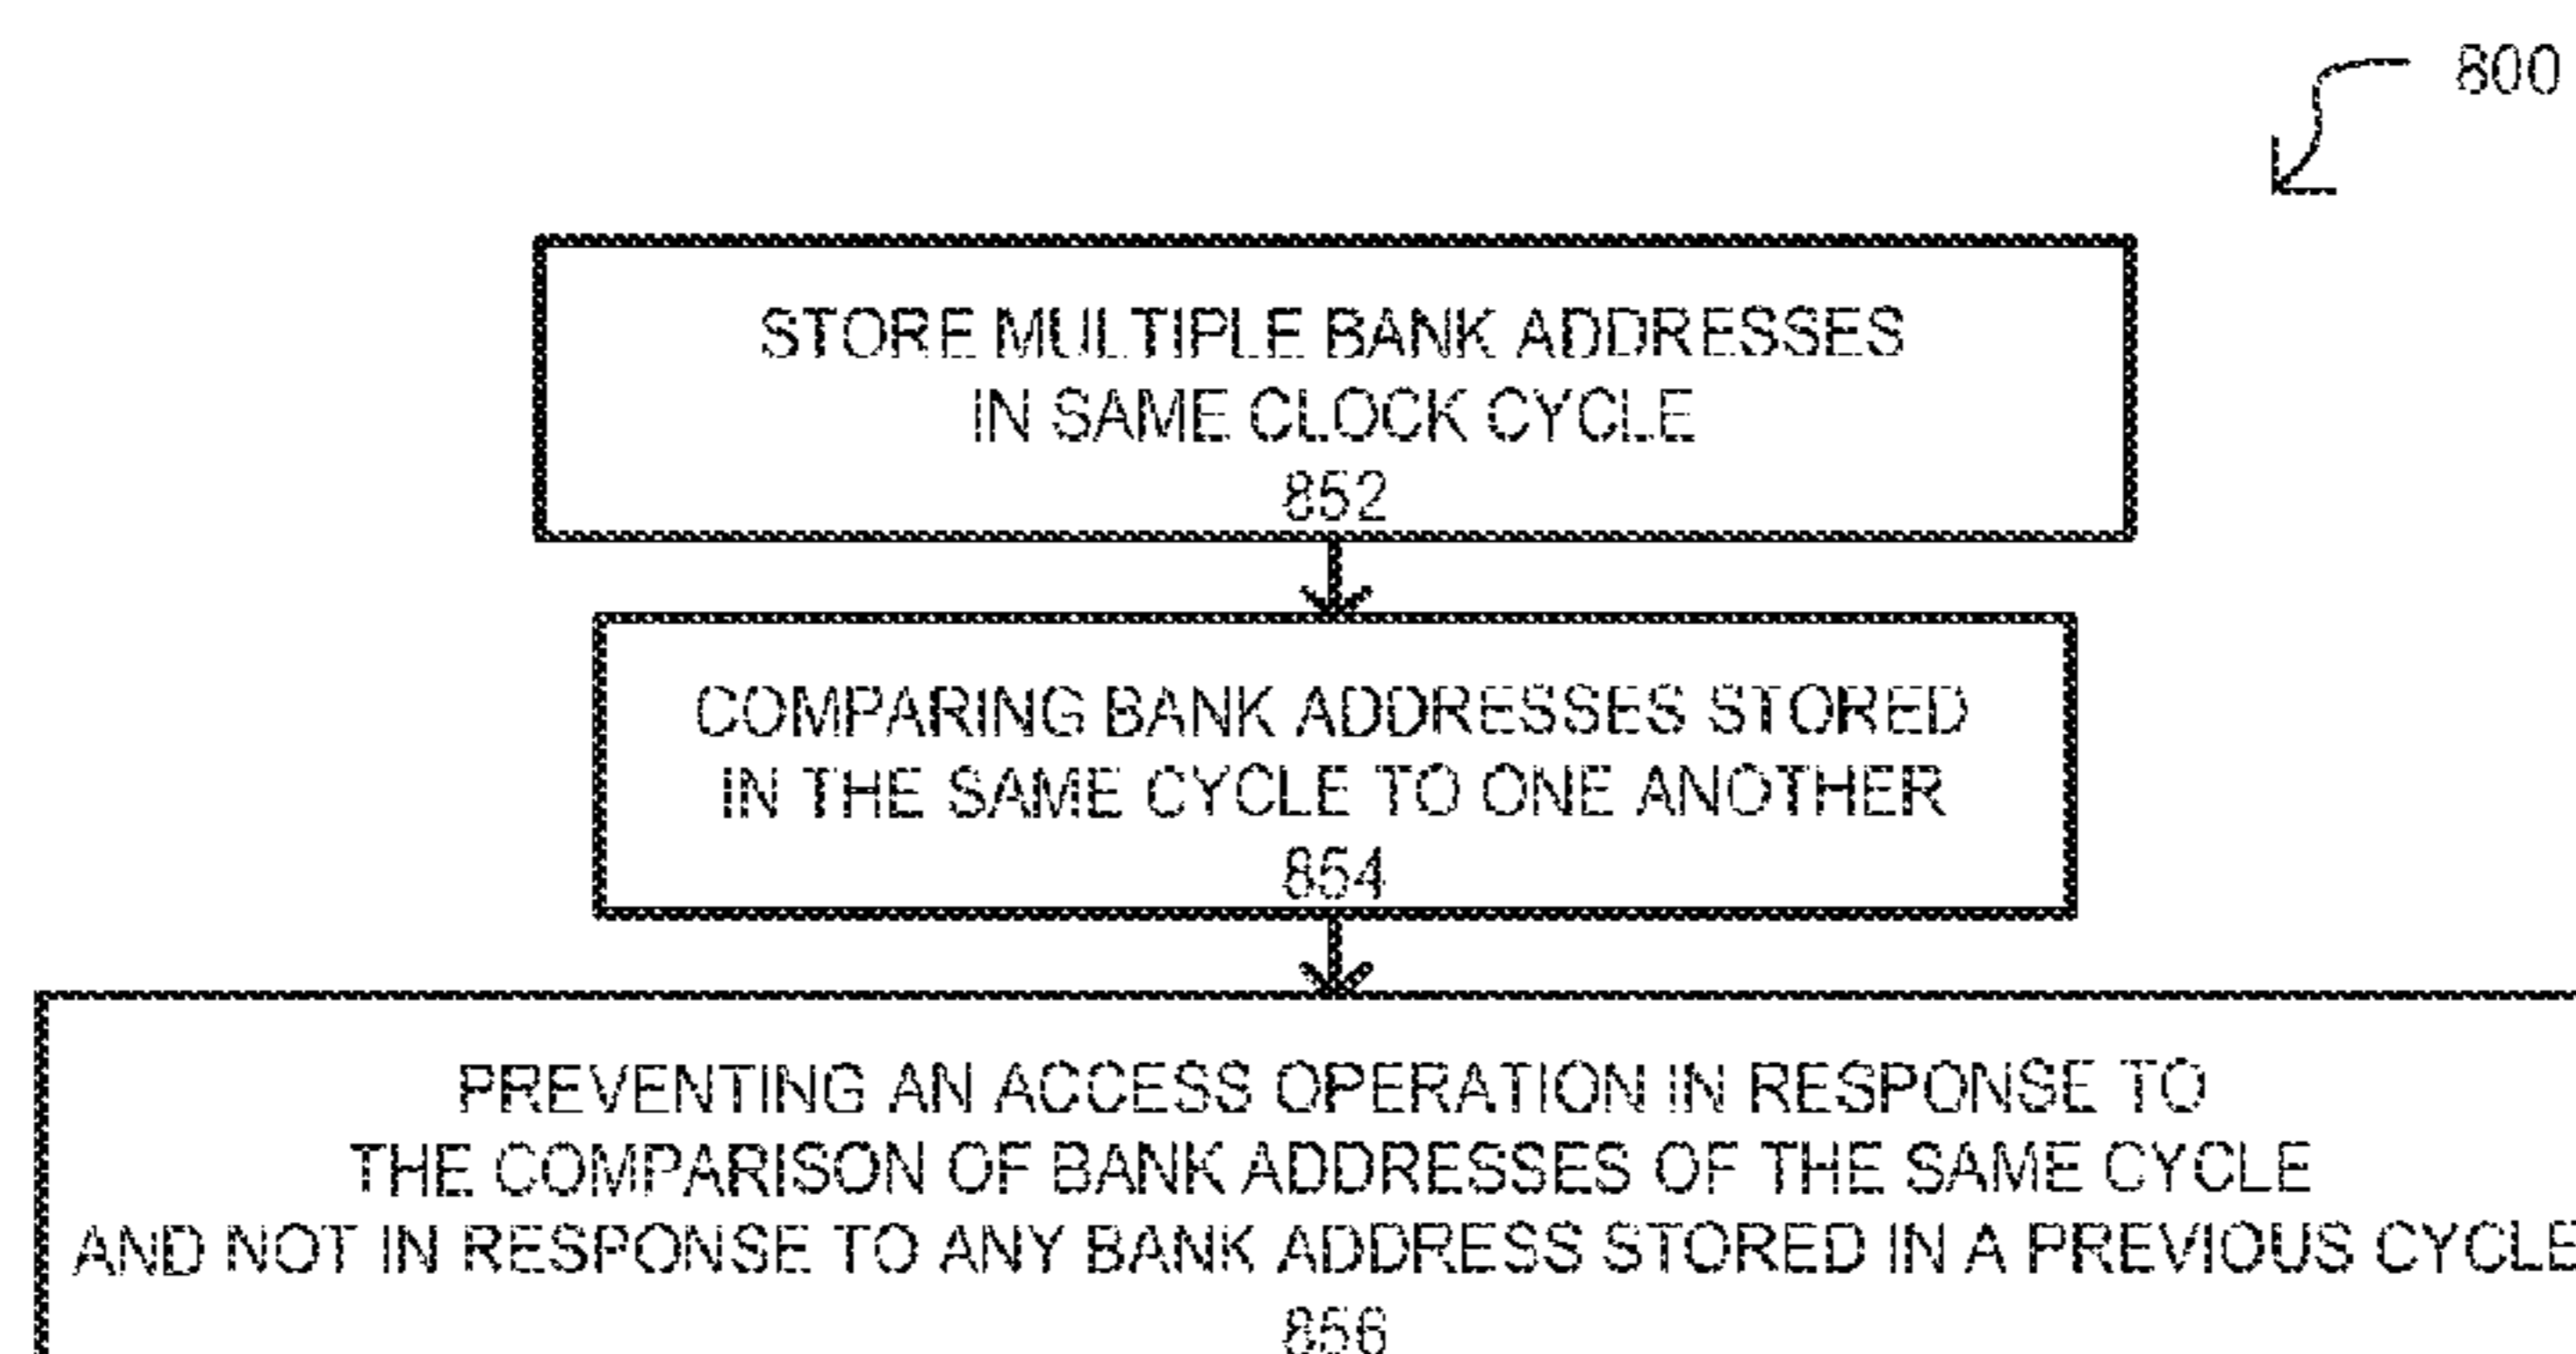 800
STORE MULTIPLE BANK ADDRESSES
IN SAME CLOCK CYCLE
852
COMPARING BANK ADDRESSES STORED
IN THE SAME CYCLE TO ONE ANOTHER
854
PREVENTING AN ACCESS OPERATION IN RESPONSE TO
THE COMPARISON OF BANK ADDRESSES OF THE SAME CYCLE
AND NOT IN RESPONSE TO ANY BANK ADDRESS STORED IN A PREVIOUS CYCLE
856